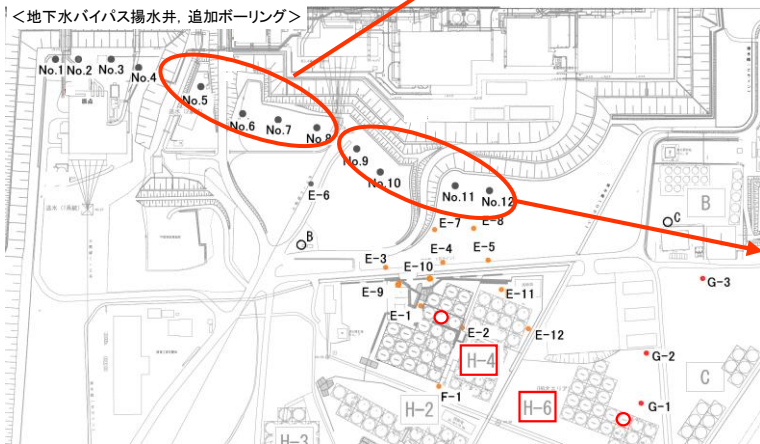 <地下水バイパス揚水井, 追加ボーリング>
No.1 No.2 No.3 No.4
No.5
No.6 No.7 No.8
No.9
No.10
No.11 No.12
E-6
B
C
B
E-7 E-8
E-3 E-4 E-5
E-10
E-9 E-11
E-1
E-2 E-12
G-3
G-2
G-1
H-4
F-1
H-2
H-6
H-3
C